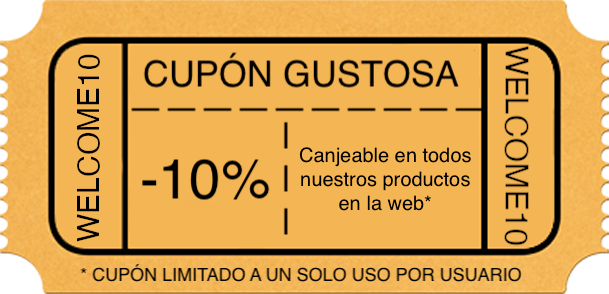 WELCOME10
CUPÓN GUSTOSA
-10%
Canjeable en todos
nuestros productos
en la web*
WELCOME10
* CUPÓN LIMITADO A UN SOLO USO POR USUARIO